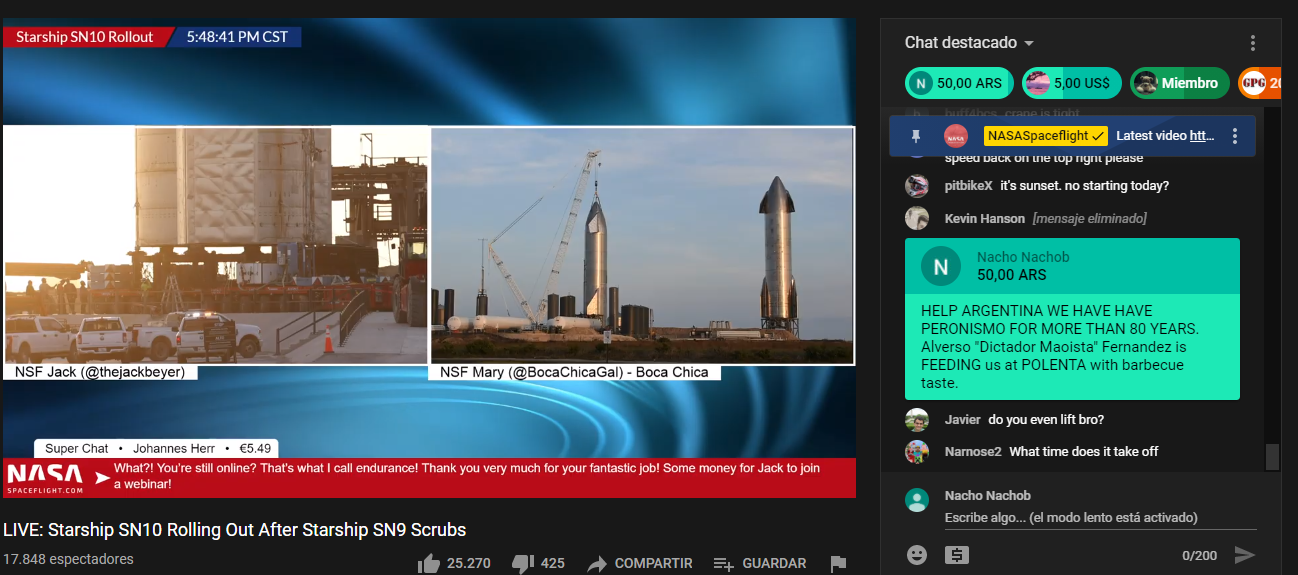 Starship SN10 Rollout
5:48:41 PM CST
NSF Jack (@thejackbeyer)
NSF Mary (@BocaChicaGal) - Boca Chica
Super Chat • Johannes Herr • €5.49
NASA
SPACEFLIGHT.COM
What?! You're still online? That's what I call endurance! Thank you very much for your fantastic job! Some money for Jack to join
a webinar!
LIVE: Starship SN10 Rolling Out After Starship SN9 Scrubs
17.848 espectadores
25.270
425
COMPARTIR
GUARDAR
Chat destacado
N 50,00 ARS
5,00 US$
Miembro
GPG 20
crane is tight
NASASpaceflight Latest video htt...
speed back on the top right please
pitbikeX it's sunset. no starting today?
Kevin Hanson [mensaje eliminado]
N
Nacho Nachob
50,00 ARS
HELP ARGENTINA WE HAVE HAVE
PERONISMO FOR MORE THAN 80 YEARS.
Alverso "Dictador Maoista" Fernandez is
FEEDING us at POLENTA with barbecue
taste.
Javier do you even lift bro?
Namose2 What time does it take off
Nacho Nachob
Escribe algo... (el modo lento está activado)
0/200